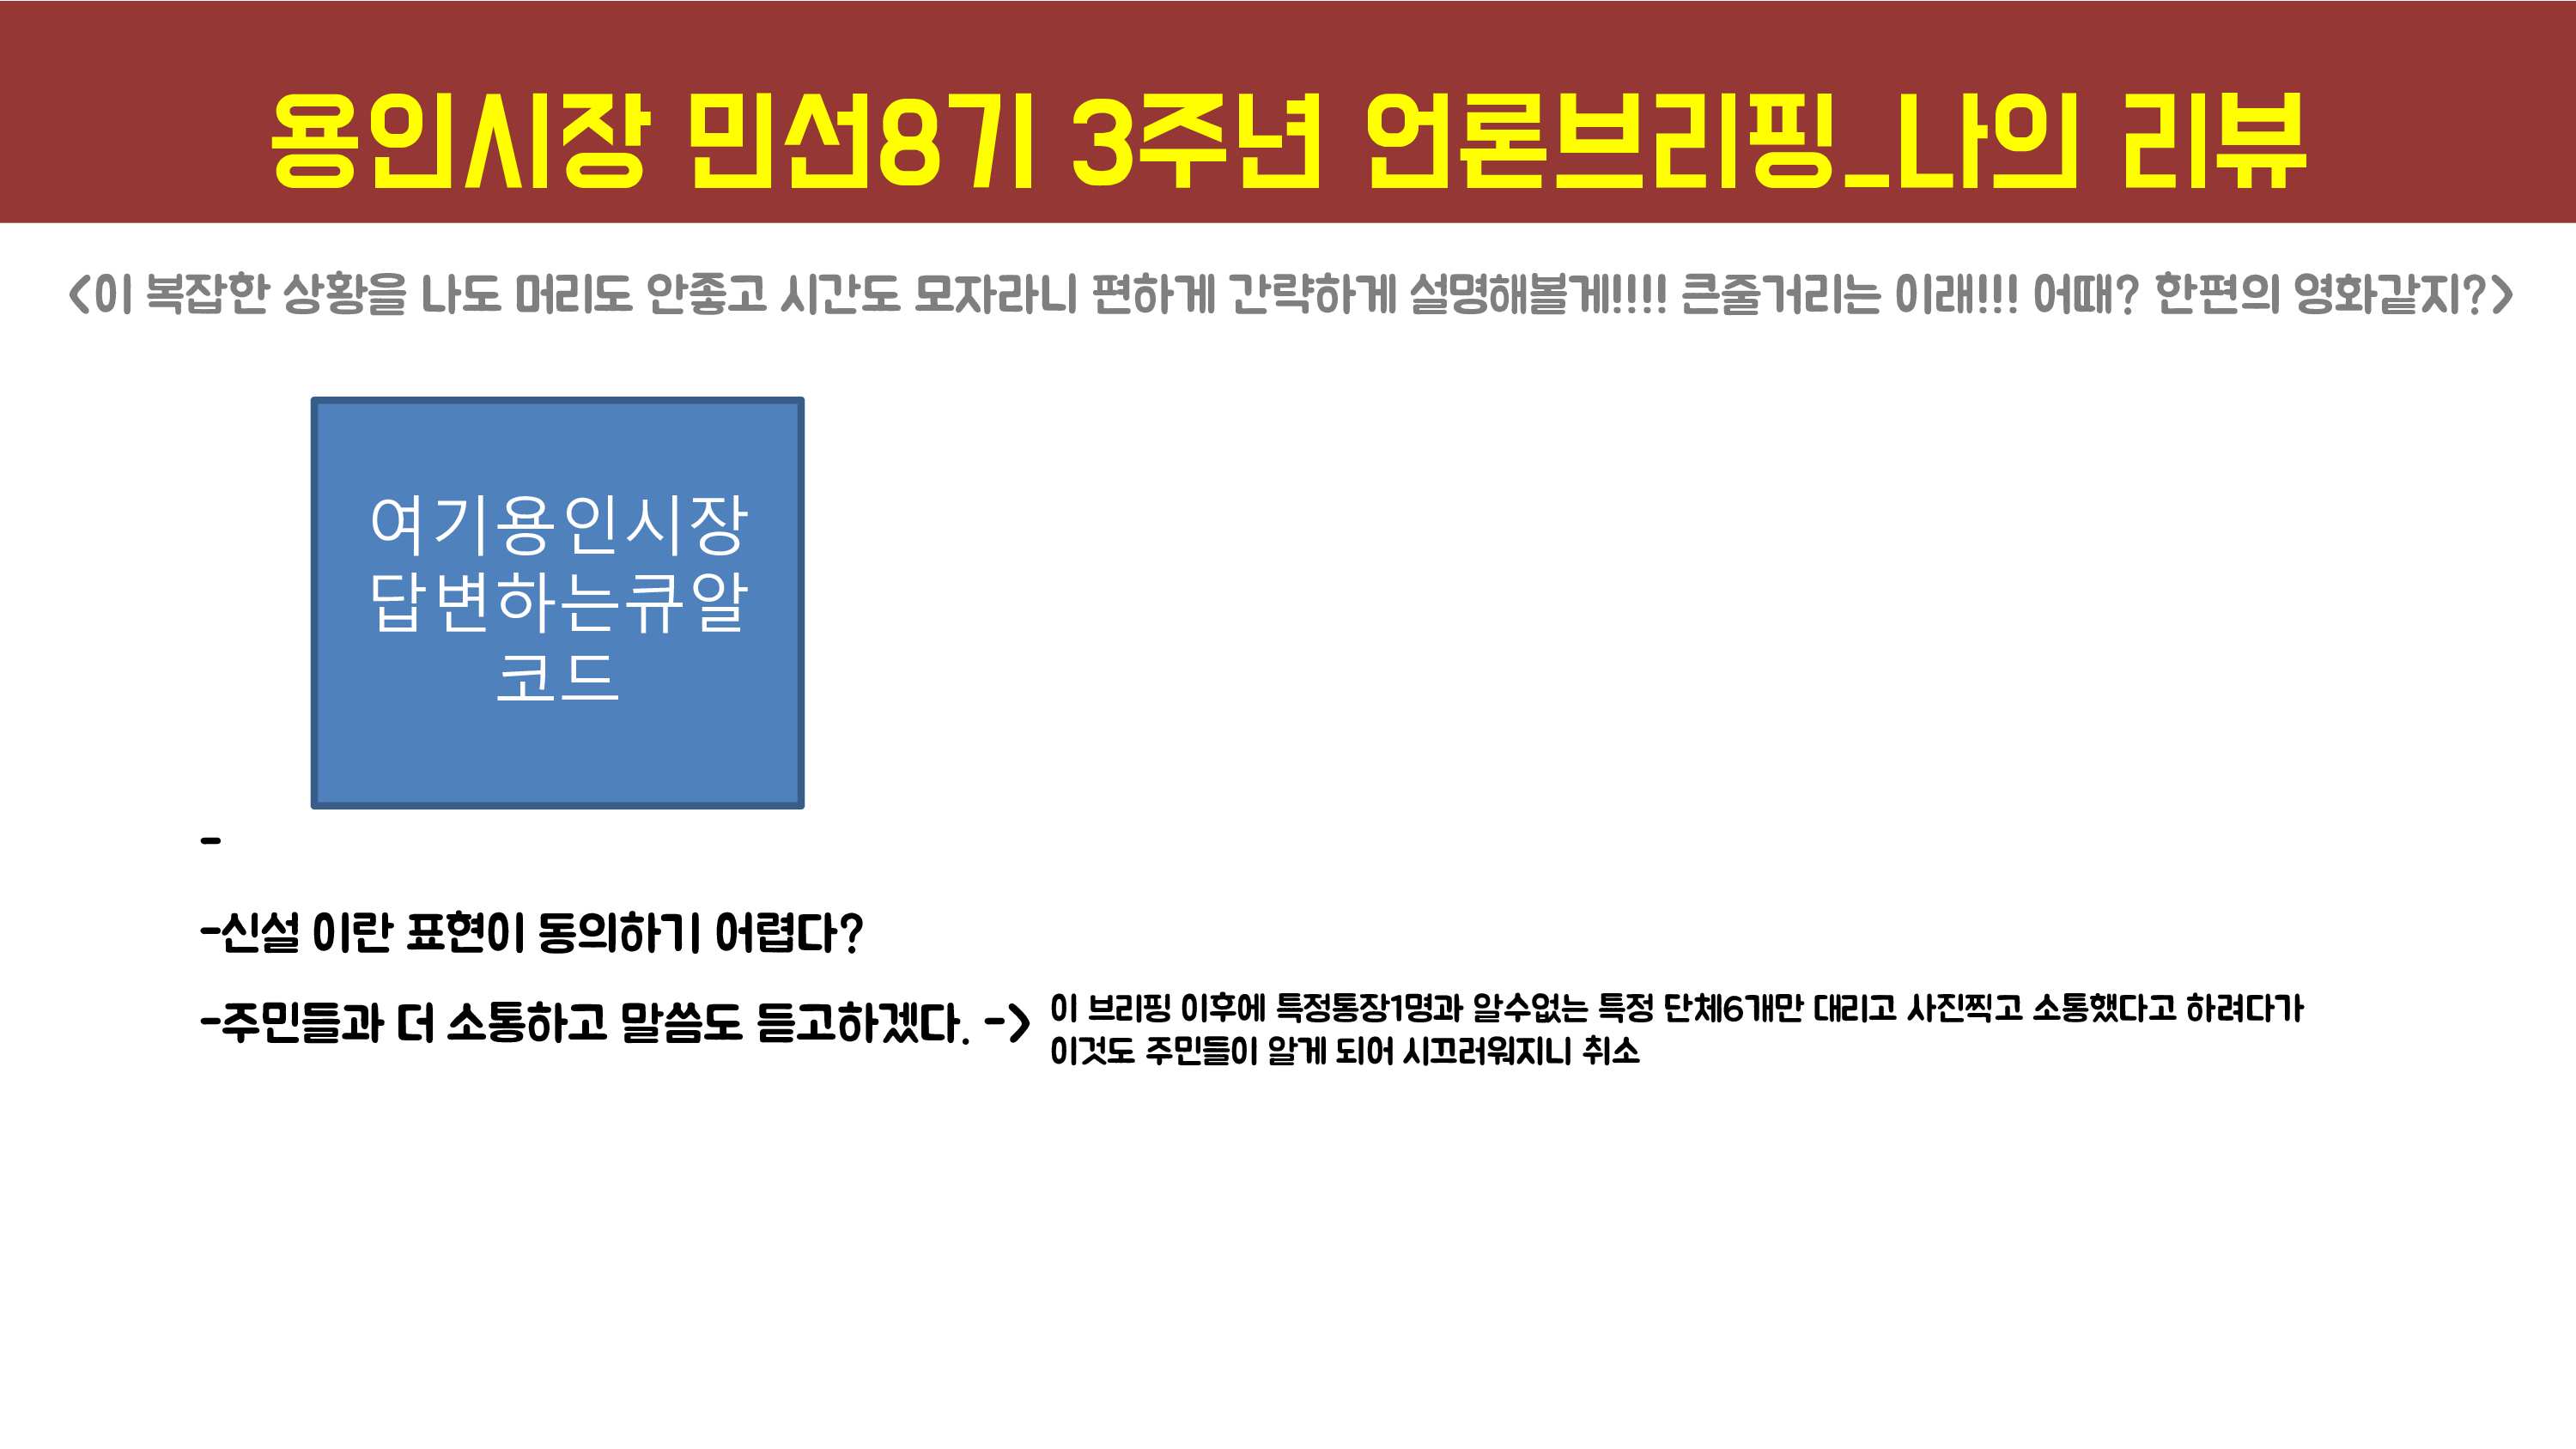 용인시장 민선8기 3주년 언론브리핑_나의 리뷰
<이 복잡한 상황을 나도 머리도 안좋고 시간도 모자라니 편하게 간략하게 설명해볼게!!!! 큰줄거리는 이래!!! 어때? 한편의 영화같지?>
여기용인시장
답변하는큐알
코드
-
-신설 이란 표현이 동의하기 어렵다?
-주민들과 더 소통하고 말씀도 듣고하겠다. -> 이 브리핑 이후에 특정통장1명과 알수없는 특정 단체6개만 대리고 사진찍고 소통했다고 하려다가
이것도 주민들이 알게 되어 시끄러워지니 취소